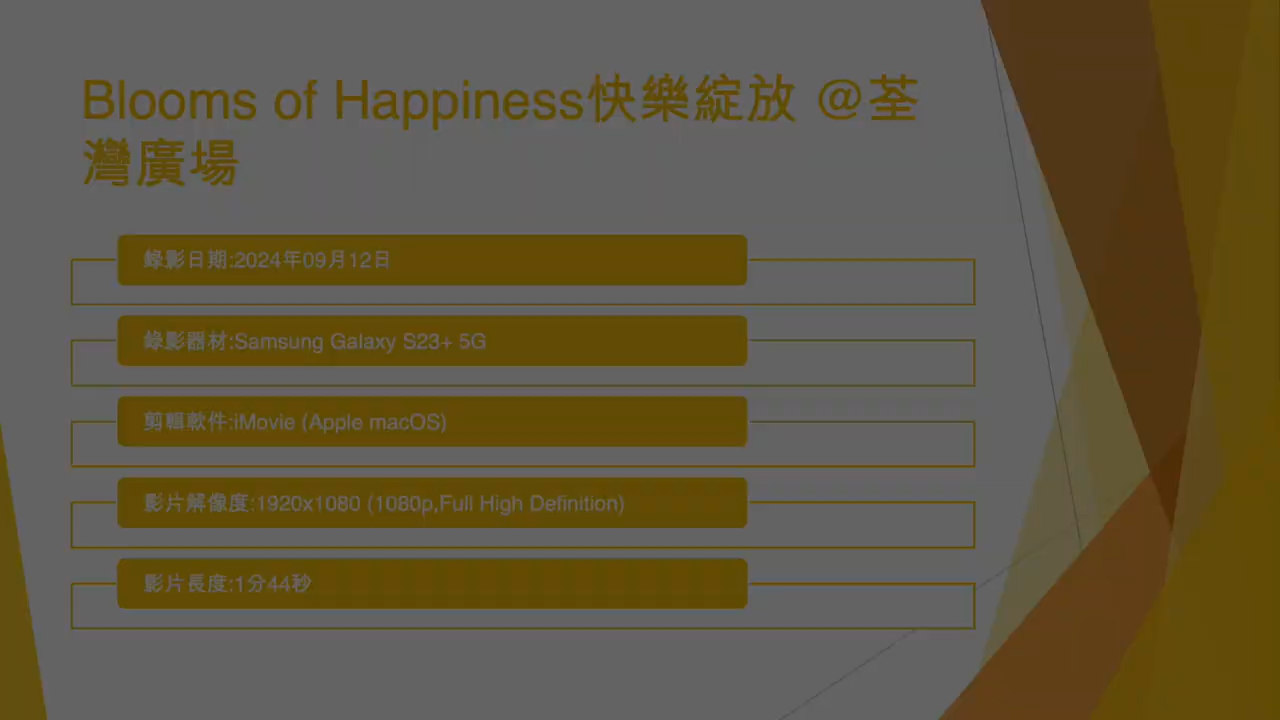 Blooms of Happiness快樂綻放 @荃
灣廣場
錄影日期:2024年09月12日
錄影器材:Samsung Galaxy S23+ 5G
剪輯軟件:iMovie (Apple macOS)
影片解像度:1920x1080 (1080p,Full High Definition)
影片長度:1分44秒